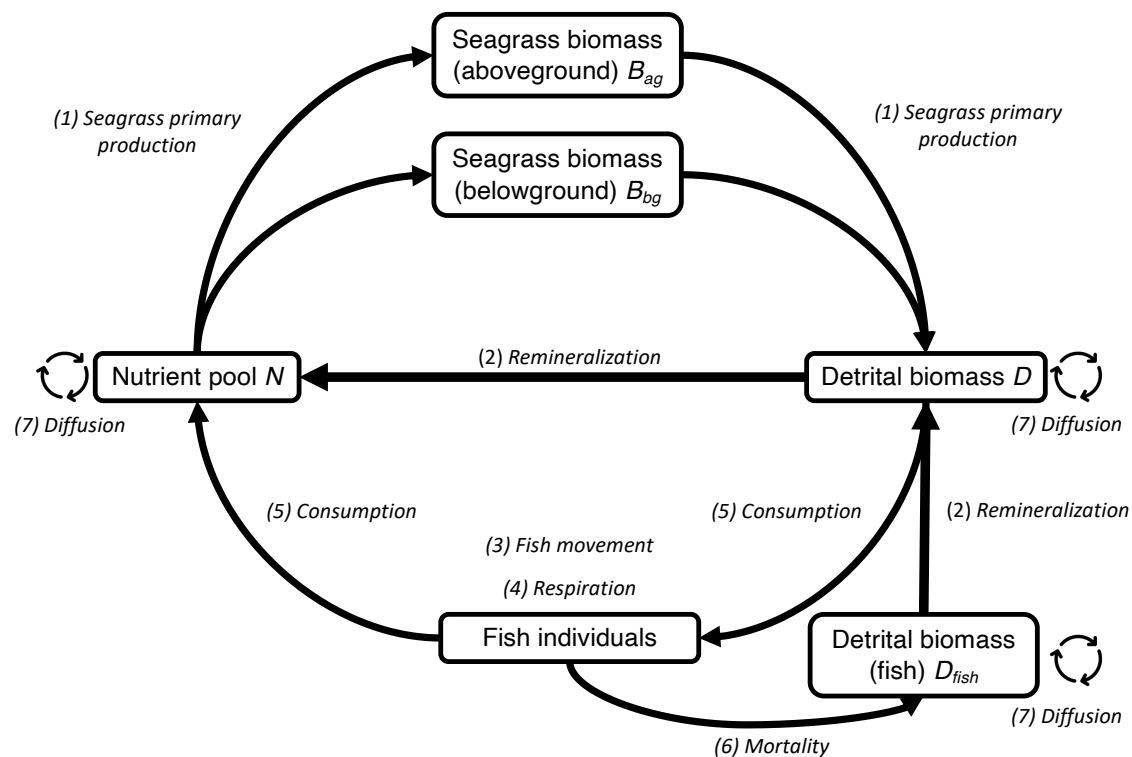 Seagrass biomass
(aboveground) Bag
(1) Seagrass primary
production
(1) Seagrass primary
production
Seagrass biomass
(belowground) Bbg
(2) Remineralization
Nutrient pool N
Detrital biomass D
(7) Diffusion
(7) Diffusion
(5) Consumption
(5) Consumption
(2) Remineralization
(3) Fish movement
(4) Respiration
Fish individuals
Detrital biomass
(fish) Dfish
(7) Diffusion
(6) Mortality